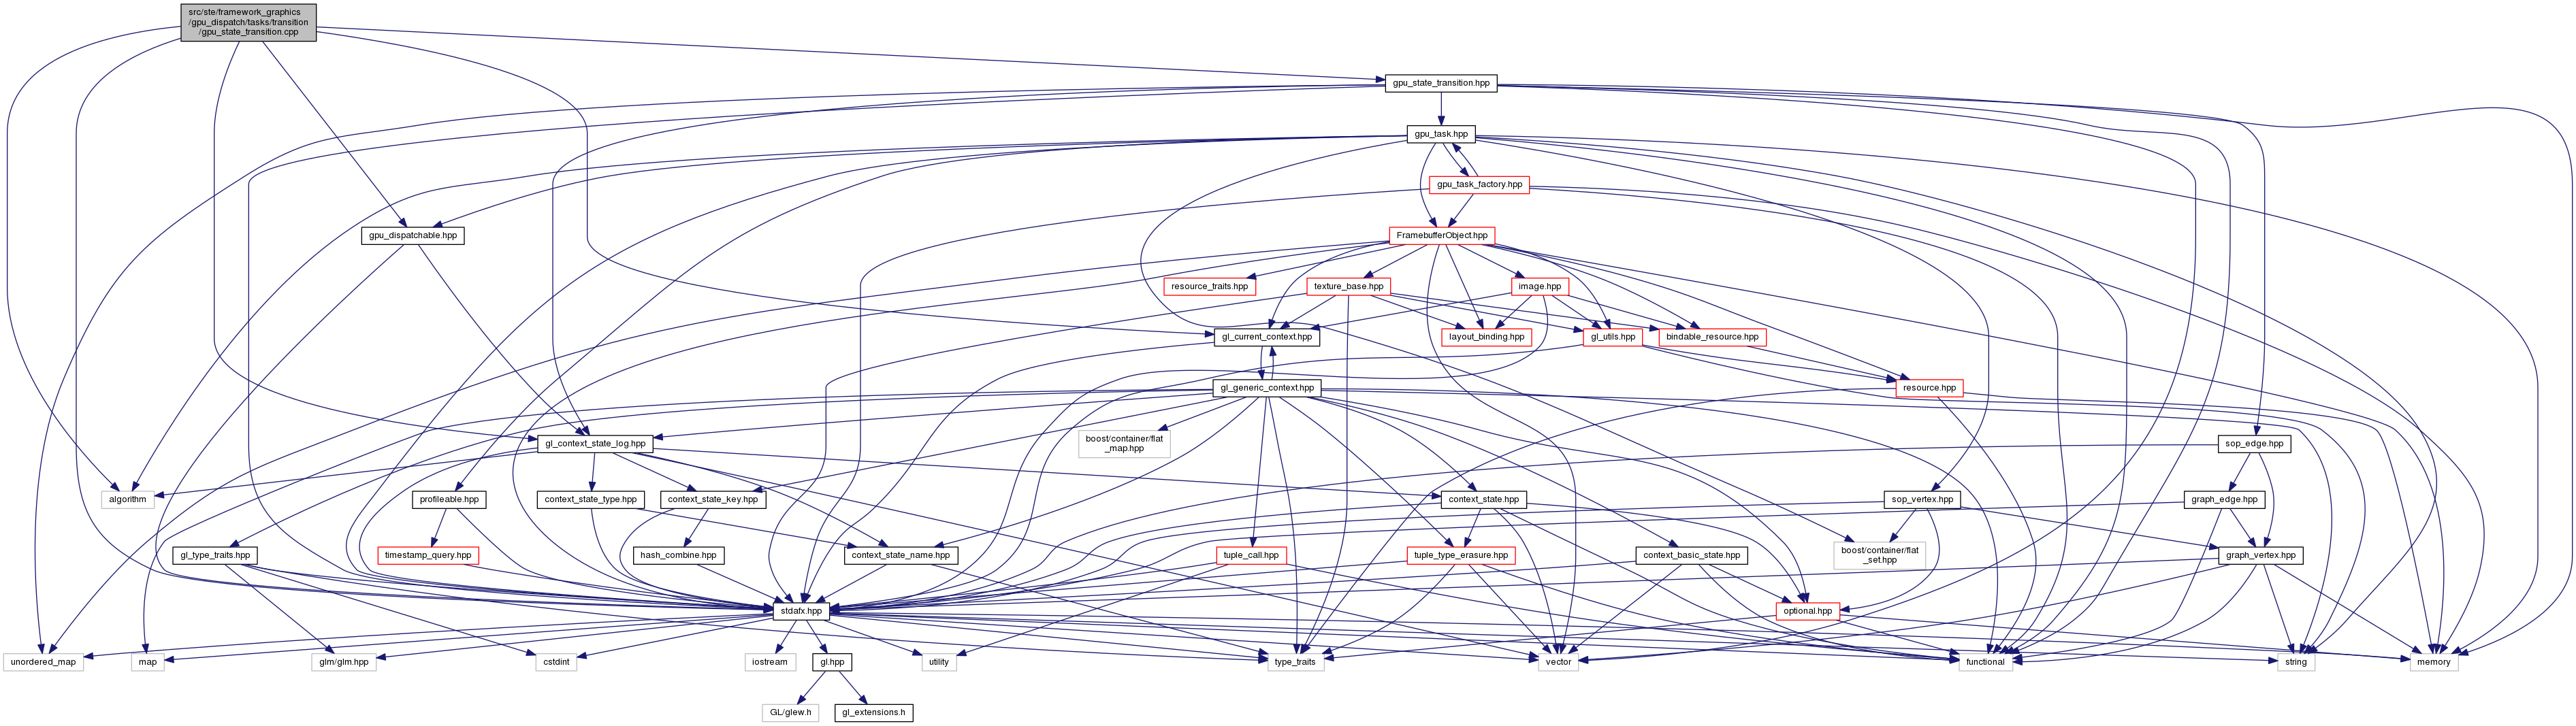 src/ste/framework_graphics
/gpu_dispatch/tasks/transition
/gpu_state_transition.cpp
gpu_state_transition.hpp
gpu_task.hpp
gpu_task_factory.hpp
gpu_dispatchable.hpp
FramebufferObject.hpp
resource_traits.hpp
texture_base.hpp
image.hpp
gl_current_context.hpp
layout_binding.hpp
gl_utils.hpp
bindable_resource.hpp
gl_generic_context.hpp
resource.hpp
gl_context_state_log.hpp
boost/container/flat
_map.hpp
sop_edge.hpp
algorithm
profileable.hpp
context_state_type.hpp
context_state_key.hpp
context_state.hpp
sop_vertex.hpp
graph_edge.hpp
gl_type_traits.hpp
timestamp_query.hpp
hash_combine.hpp
context_state_name.hpp
tuple_call.hpp
tuple_type_erasure.hpp
context_basic_state.hpp
boost/container/flat
_set.hpp
graph_vertex.hpp
stdafx.hpp
optional.hpp
unordered_map
map
glm/glm.hpp
cstdint
iostream
gl.hpp
utility
type_traits
vector
functional
string
memory
GL/glew.h
gl_extensions.h